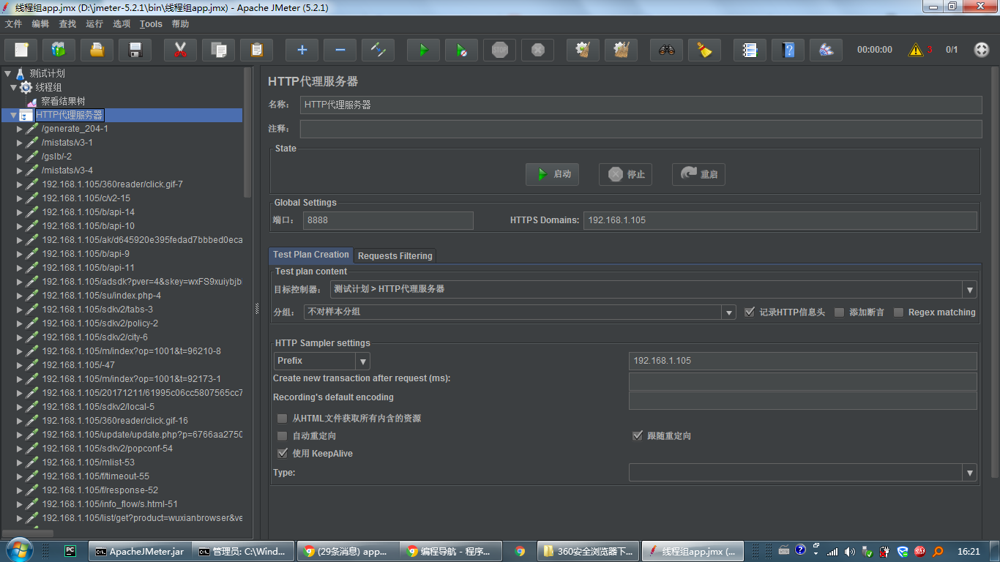 线程组app.jmx (D:\jmeter-5.2.1\bin\线程组app.jmx) - Apache JMeter (5.2.1)
文件 编辑 查找 运行 选项 Tools 帮助
STOP 00:00:00 3 0/1
测试计划
线程组
察看结果树
HTTP代理服务器
/generate_204-1
/mistats/v3-1
/gslb/-2
/mistats/v3-4
192.168.1.105/360reader/click.gif-7
192.168.1.105/c/v2-15
192.168.1.105/b/api-14
192.168.1.105/b/api-10
192.168.1.105/ak/d645920e395fedad7bbbed0eca
192.168.1.105/b/api-9
192.168.1.105/b/api-11
192.168.1.105/adsdk?pver=4&skey=wxFS9xuiybjb
192.168.1.105/su/index.php-4
192.168.1.105/sdkv2/tabs-3
192.168.1.105/sdkv2/policy-2
192.168.1.105/sdkv2/city-6
192.168.1.105/m/index?op=1001&t=96210-8
192.168.1.105/-47
192.168.1.105/m/index?op=1001&t=92173-1
192.168.1.105/20171211/61995c06cc5807565cc7
192.168.1.105/sdkv2/local-5
192.168.1.105/360reader/click.gif-16
192.168.1.105/update/update.php?p=6766aa2750
192.168.1.105/sdkv2/popconf-54
192.168.1.105/mlist-53
192.168.1.105/f/timeout-55
192.168.1.105/f/response-52
192.168.1.105/info_flow/s.html-51
192.168.1.105/list/get?product=wuxianbrowser&ve
HTTP代理服务器
名称： HTTP代理服务器
注释：
State
启动 停止 重启
Global Settings
端口： 8888 HTTPS Domains: 192.168.1.105
Test Plan Creation Requests Filtering
Test plan content
目标控制器： 测试计划 > HTTP代理服务器
分组： 不对样本分组 记录HTTP信息头 添加断言 Regex matching
HTTP Sampler settings
Prefix 192.168.1.105
Create new transaction after request (ms):
Recording's default encoding
从HTML文件获取所有内含的资源
自动重定向 跟随重定向
使用 KeepAlive
Type:
PC ApacheJMeter.jar 管理员: C:\Wind... (29条消息) app... 编程导航 - 程序... 360安全浏览器下... 线程组app.jmx (... 16:21